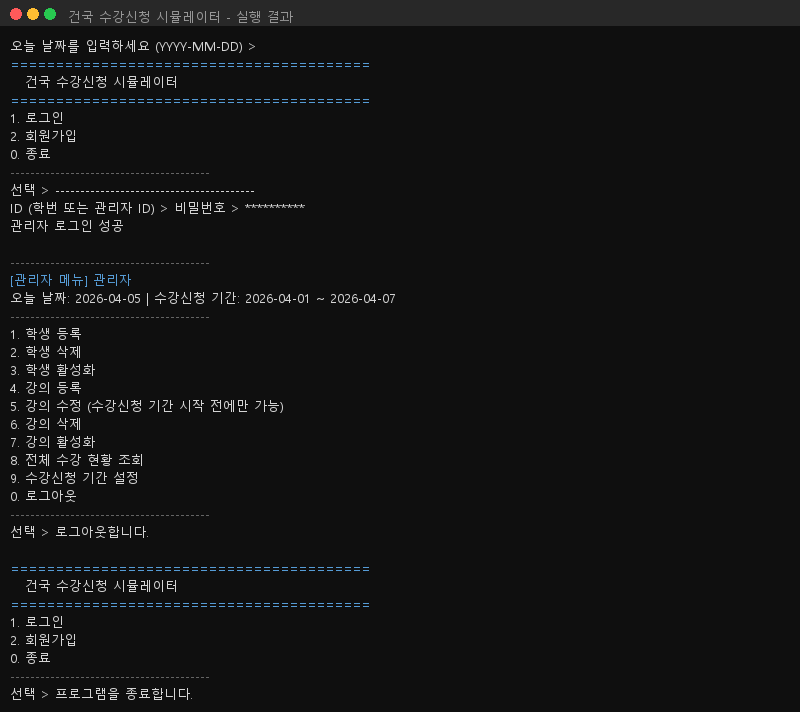 건국 수강신청 시뮬레이터 - 실행 결과
오늘 날짜를 입력하세요 (YYYY-MM-DD) >
========================================
건국 수강신청 시뮬레이터
========================================
1. 로그인
2. 회원가입
0. 종료
----------------------------------------
선택 > ----------------------------------------
ID (학번 또는 관리자 ID) > 비밀번호 > **********
관리자 로그인 성공
----------------------------------------
[관리자 메뉴] 관리자
오늘 날짜: 2026-04-05 | 수강신청 기간: 2026-04-01 ~ 2026-04-07
----------------------------------------
1. 학생 등록
2. 학생 삭제
3. 학생 활성화
4. 강의 등록
5. 강의 수정 (수강신청 기간 시작 전에만 가능)
6. 강의 삭제
7. 강의 활성화
8. 전체 수강 현황 조회
9. 수강신청 기간 설정
0. 로그아웃
----------------------------------------
선택 > 로그아웃합니다.
========================================
건국 수강신청 시뮬레이터
========================================
1. 로그인
2. 회원가입
0. 종료
----------------------------------------
선택 > 프로그램을 종료합니다.